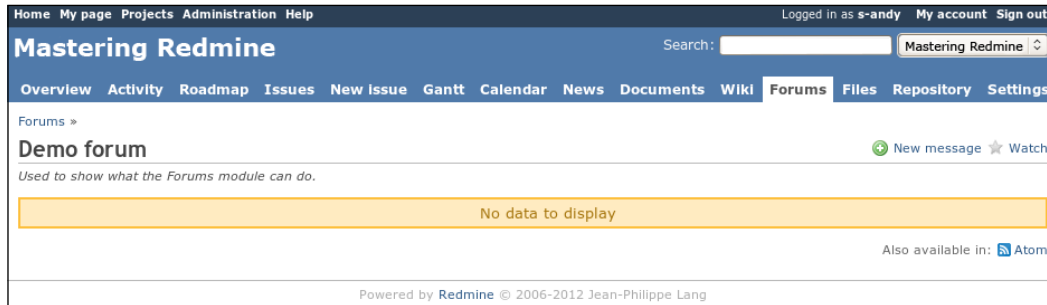 Home My page Projects Administration Help Logged in as s-andy My account Sign out
Mastering Redmine Search: Mastering Redmine
Overview Activity Roadmap Issues New issue Gantt Calendar News Documents Wiki Forums Files Repository Settings
Forums »
Demo forum New message Watch
Used to show what the Forums module can do.
No data to display
Also available in: Atom
Powered by Redmine © 2006-2012 Jean-Philippe Lang